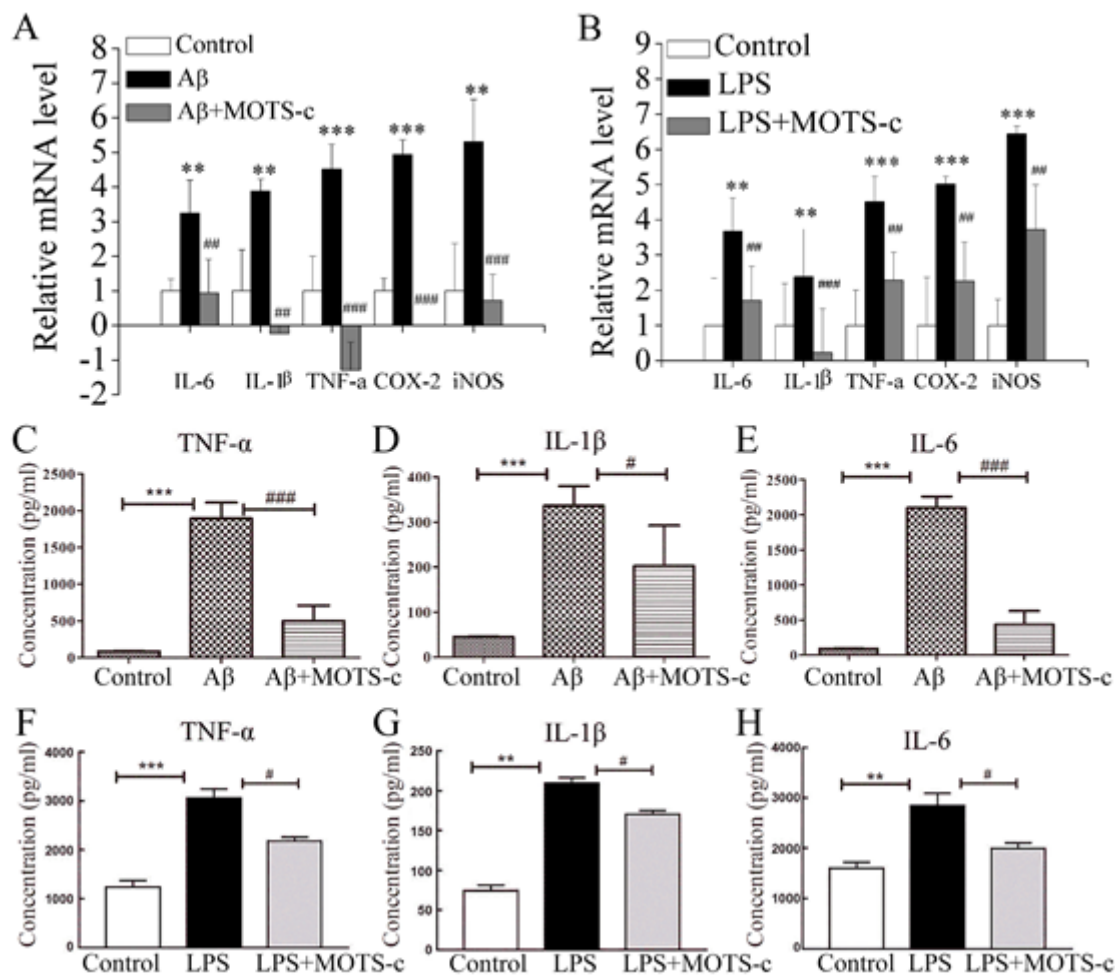 A
Relative mRNA level
8
7
6
5
4
3
2
1
0
-1
-2
Control
Aβ
Aβ+MOTS-c
** ## ** ## *** ### *** ### ** ###
IL-6 IL-1β TNF-a COX-2 iNOS
B
Relative mRNA level
9
8
7
6
5
4
3
2
1
0
Control
LPS
LPS+MOTS-c
** ## ** ### *** ## *** ## *** ##
IL-6 IL-1β TNF-a COX-2 iNOS
C
TNF-α
Concentration (pg/ml)
2500
2000
1500
1000
500
0
*** ###
Control Aβ Aβ+MOTS-c
D
IL-1β
Concentration (pg/ml)
400
300
200
100
0
*** #
Control Aβ Aβ+MOTS-c
E
IL-6
Concentration (pg/ml)
2500
2000
1500
1000
500
0
*** ###
Control Aβ Aβ+MOTS-c
F
TNF-α
Concentration (pg/ml)
4000
3000
2000
1000
0
*** #
Control LPS LPS+MOTS-c
G
IL-1β
Concentration (pg/ml)
250
200
150
100
50
0
** #
Control LPS LPS+MOTS-c
H
IL-6
Concentration (pg/ml)
4000
3000
2000
1000
0
** #
Control LPS LPS+MOTS-c